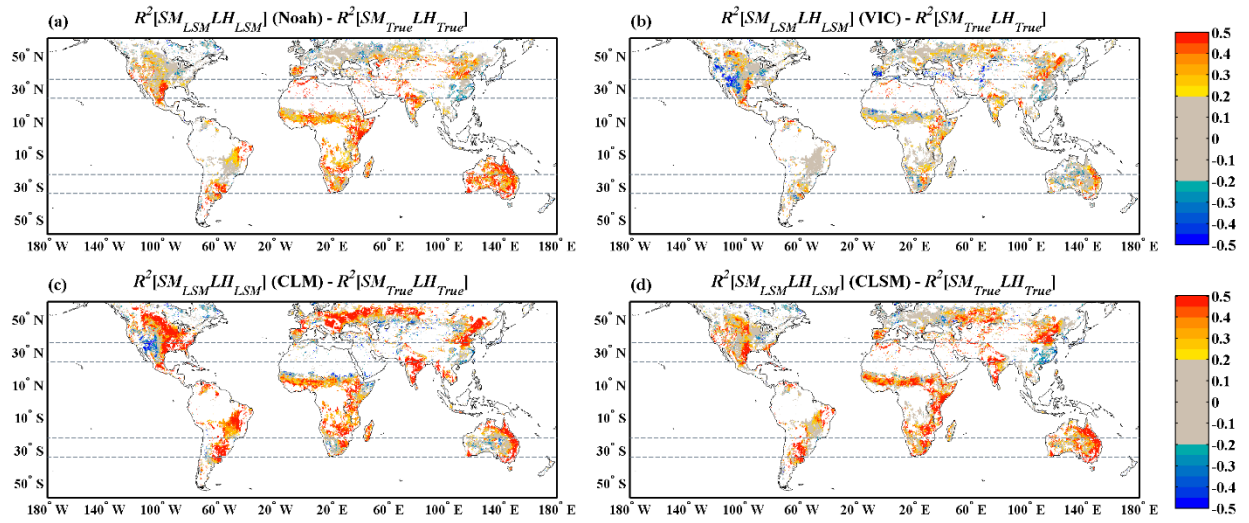 (a) R²[SM_LSM LH_LSM] (Noah) - R²[SM_True LH_True]
(b) R²[SM_LSM LH_LSM] (VIC) - R²[SM_True LH_True]
50° N
30° N
10° N
10° S
30° S
50° S
180° W 140° W 100° W 60° W 20° W 20° E 60° E 100° E 140° E 180° E
50° N
30° N
10° N
10° S
30° S
50° S
180° W 140° W 100° W 60° W 20° W 20° E 60° E 100° E 140° E 180° E
0.5
0.4
0.3
0.2
0.1
0
-0.1
-0.2
-0.3
-0.4
-0.5
(c) R²[SM_LSM LH_LSM] (CLM) - R²[SM_True LH_True]
(d) R²[SM_LSM LH_LSM] (CLSM) - R²[SM_True LH_True]
50° N
30° N
10° N
10° S
30° S
50° S
180° W 140° W 100° W 60° W 20° W 20° E 60° E 100° E 140° E 180° E
50° N
30° N
10° N
10° S
30° S
50° S
180° W 140° W 100° W 60° W 20° W 20° E 60° E 100° E 140° E 180° E
0.5
0.4
0.3
0.2
0.1
0
-0.1
-0.2
-0.3
-0.4
-0.5